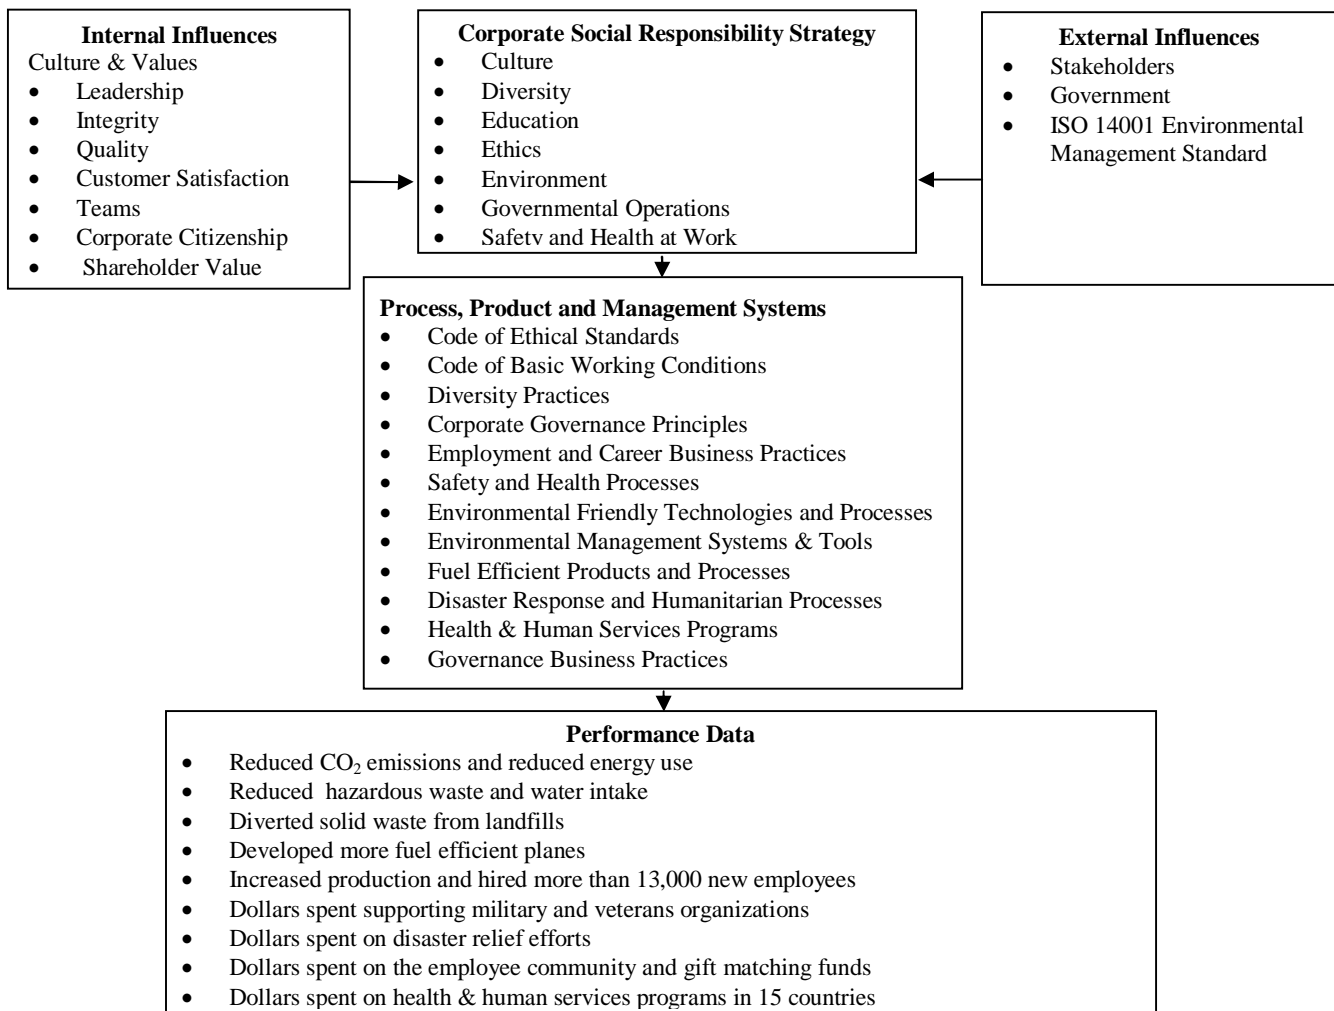 Internal Influences
Culture & Values
• Leadership
• Integrity
• Quality
• Customer Satisfaction
• Teams
• Corporate Citizenship
• Shareholder Value
Corporate Social Responsibility Strategy
• Culture
• Diversity
• Education
• Ethics
• Environment
• Governmental Operations
• Safety and Health at Work
External Influences
• Stakeholders
• Government
• ISO 14001 Environmental
Management Standard
Process, Product and Management Systems
• Code of Ethical Standards
• Code of Basic Working Conditions
• Diversity Practices
• Corporate Governance Principles
• Employment and Career Business Practices
• Safety and Health Processes
• Environmental Friendly Technologies and Processes
• Environmental Management Systems & Tools
• Fuel Efficient Products and Processes
• Disaster Response and Humanitarian Processes
• Health & Human Services Programs
• Governance Business Practices
Performance Data
• Reduced CO₂ emissions and reduced energy use
• Reduced hazardous waste and water intake
• Diverted solid waste from landfills
• Developed more fuel efficient planes
• Increased production and hired more than 13,000 new employees
• Dollars spent supporting military and veterans organizations
• Dollars spent on disaster relief efforts
• Dollars spent on the employee community and gift matching funds
• Dollars spent on health & human services programs in 15 countries